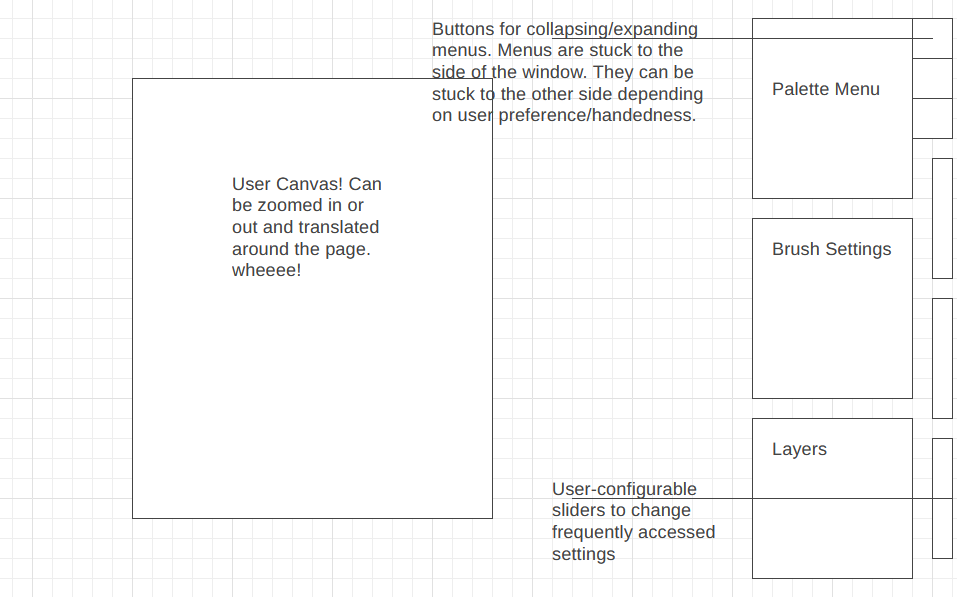 Buttons for collapsing/expanding
menus. Menus are stuck to the
side of the window. They can be
stuck to the other side depending
on user preference/handedness.
Palette Menu
User Canvas! Can
be zoomed in or
out and translated
around the page.
wheeee!
Brush Settings
Layers
User-configurable
sliders to change
frequently accessed
settings